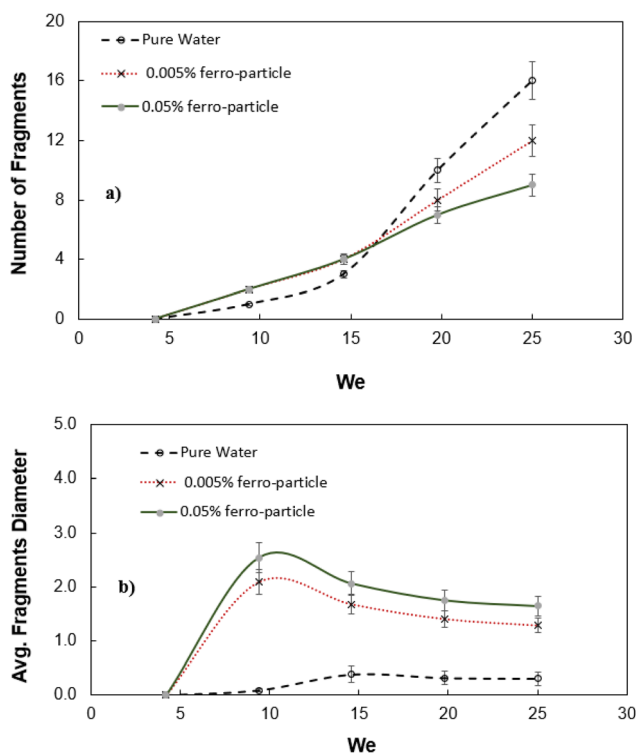 20
16
12
8
4
0
Number of Fragments
Pure Water
0.005% ferro-particle
0.05% ferro-particle
a)
0 5 10 15 20 25 30
We
5.0
4.0
3.0
2.0
1.0
0.0
Avg. Fragments Diameter
Pure Water
0.005% ferro-particle
0.05% ferro-particle
b)
0 5 10 15 20 25 30
We